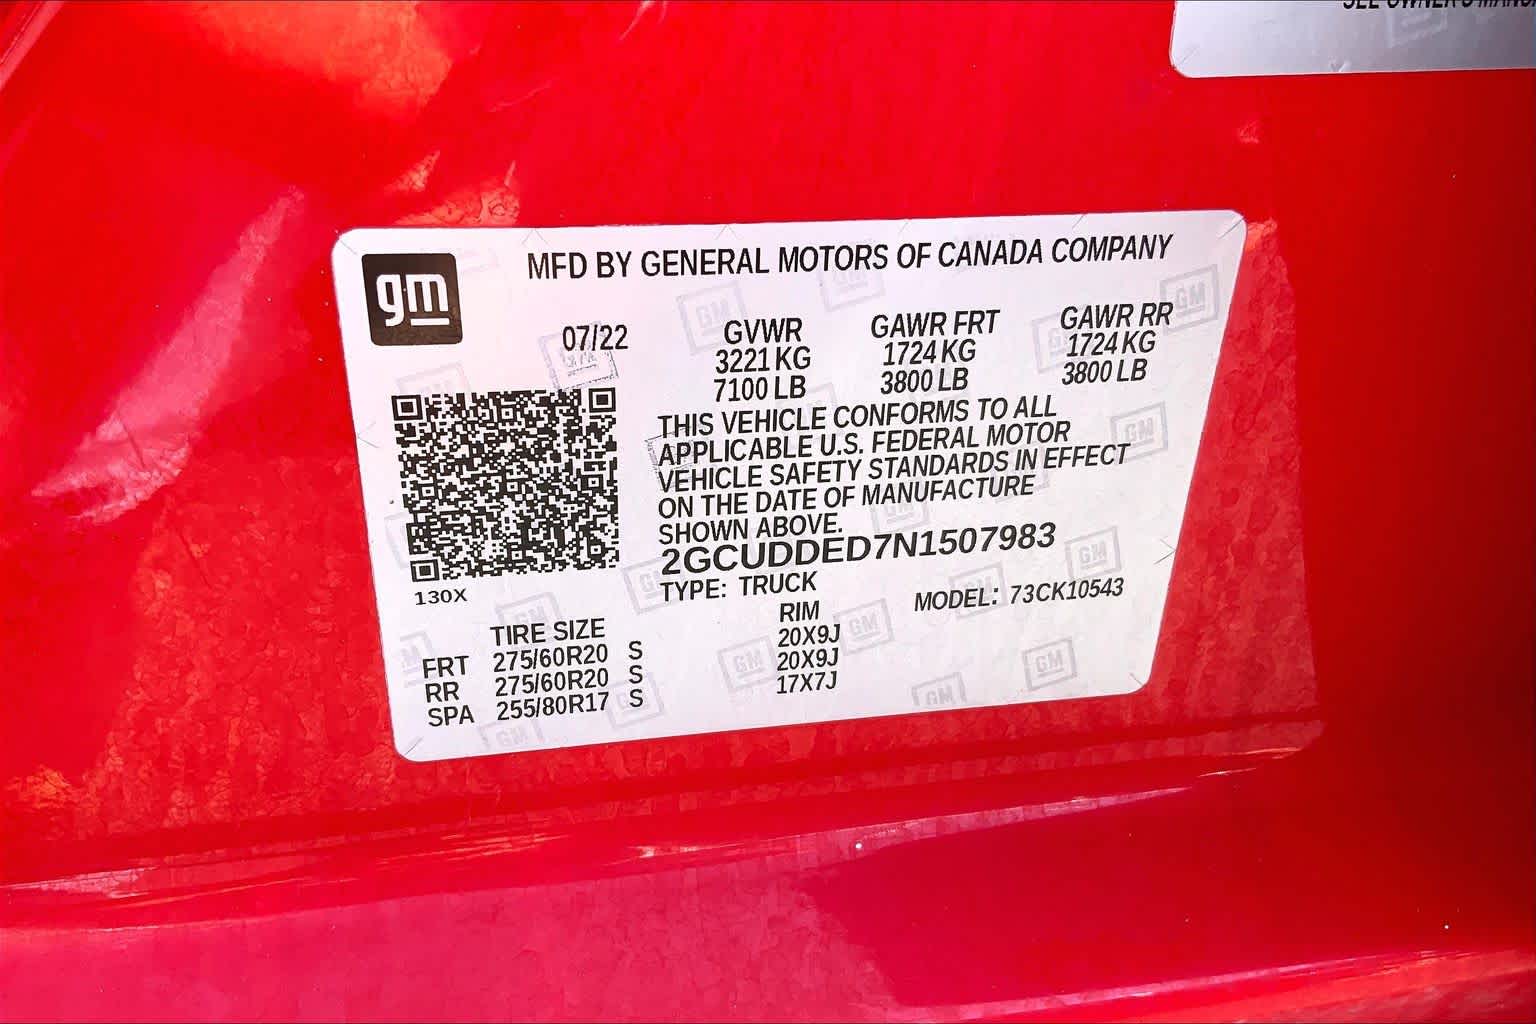 SEE OWNER'S MANUAL
gm
MFD BY GENERAL MOTORS OF CANADA COMPANY
07/22 GVWR GAWR FRT GAWR RR
3221 KG 1724 KG 1724 KG
7100 LB 3800 LB 3800 LB
THIS VEHICLE CONFORMS TO ALL
APPLICABLE U.S. FEDERAL MOTOR
VEHICLE SAFETY STANDARDS IN EFFECT
ON THE DATE OF MANUFACTURE
SHOWN ABOVE.
2GCUDDED7N1507983
TYPE: TRUCK MODEL: 73CK10543
130X
TIRE SIZE RIM
FRT 275/60R20 S 20X9J
RR 275/60R20 S 20X9J
SPA 255/80R17 S 17X7J